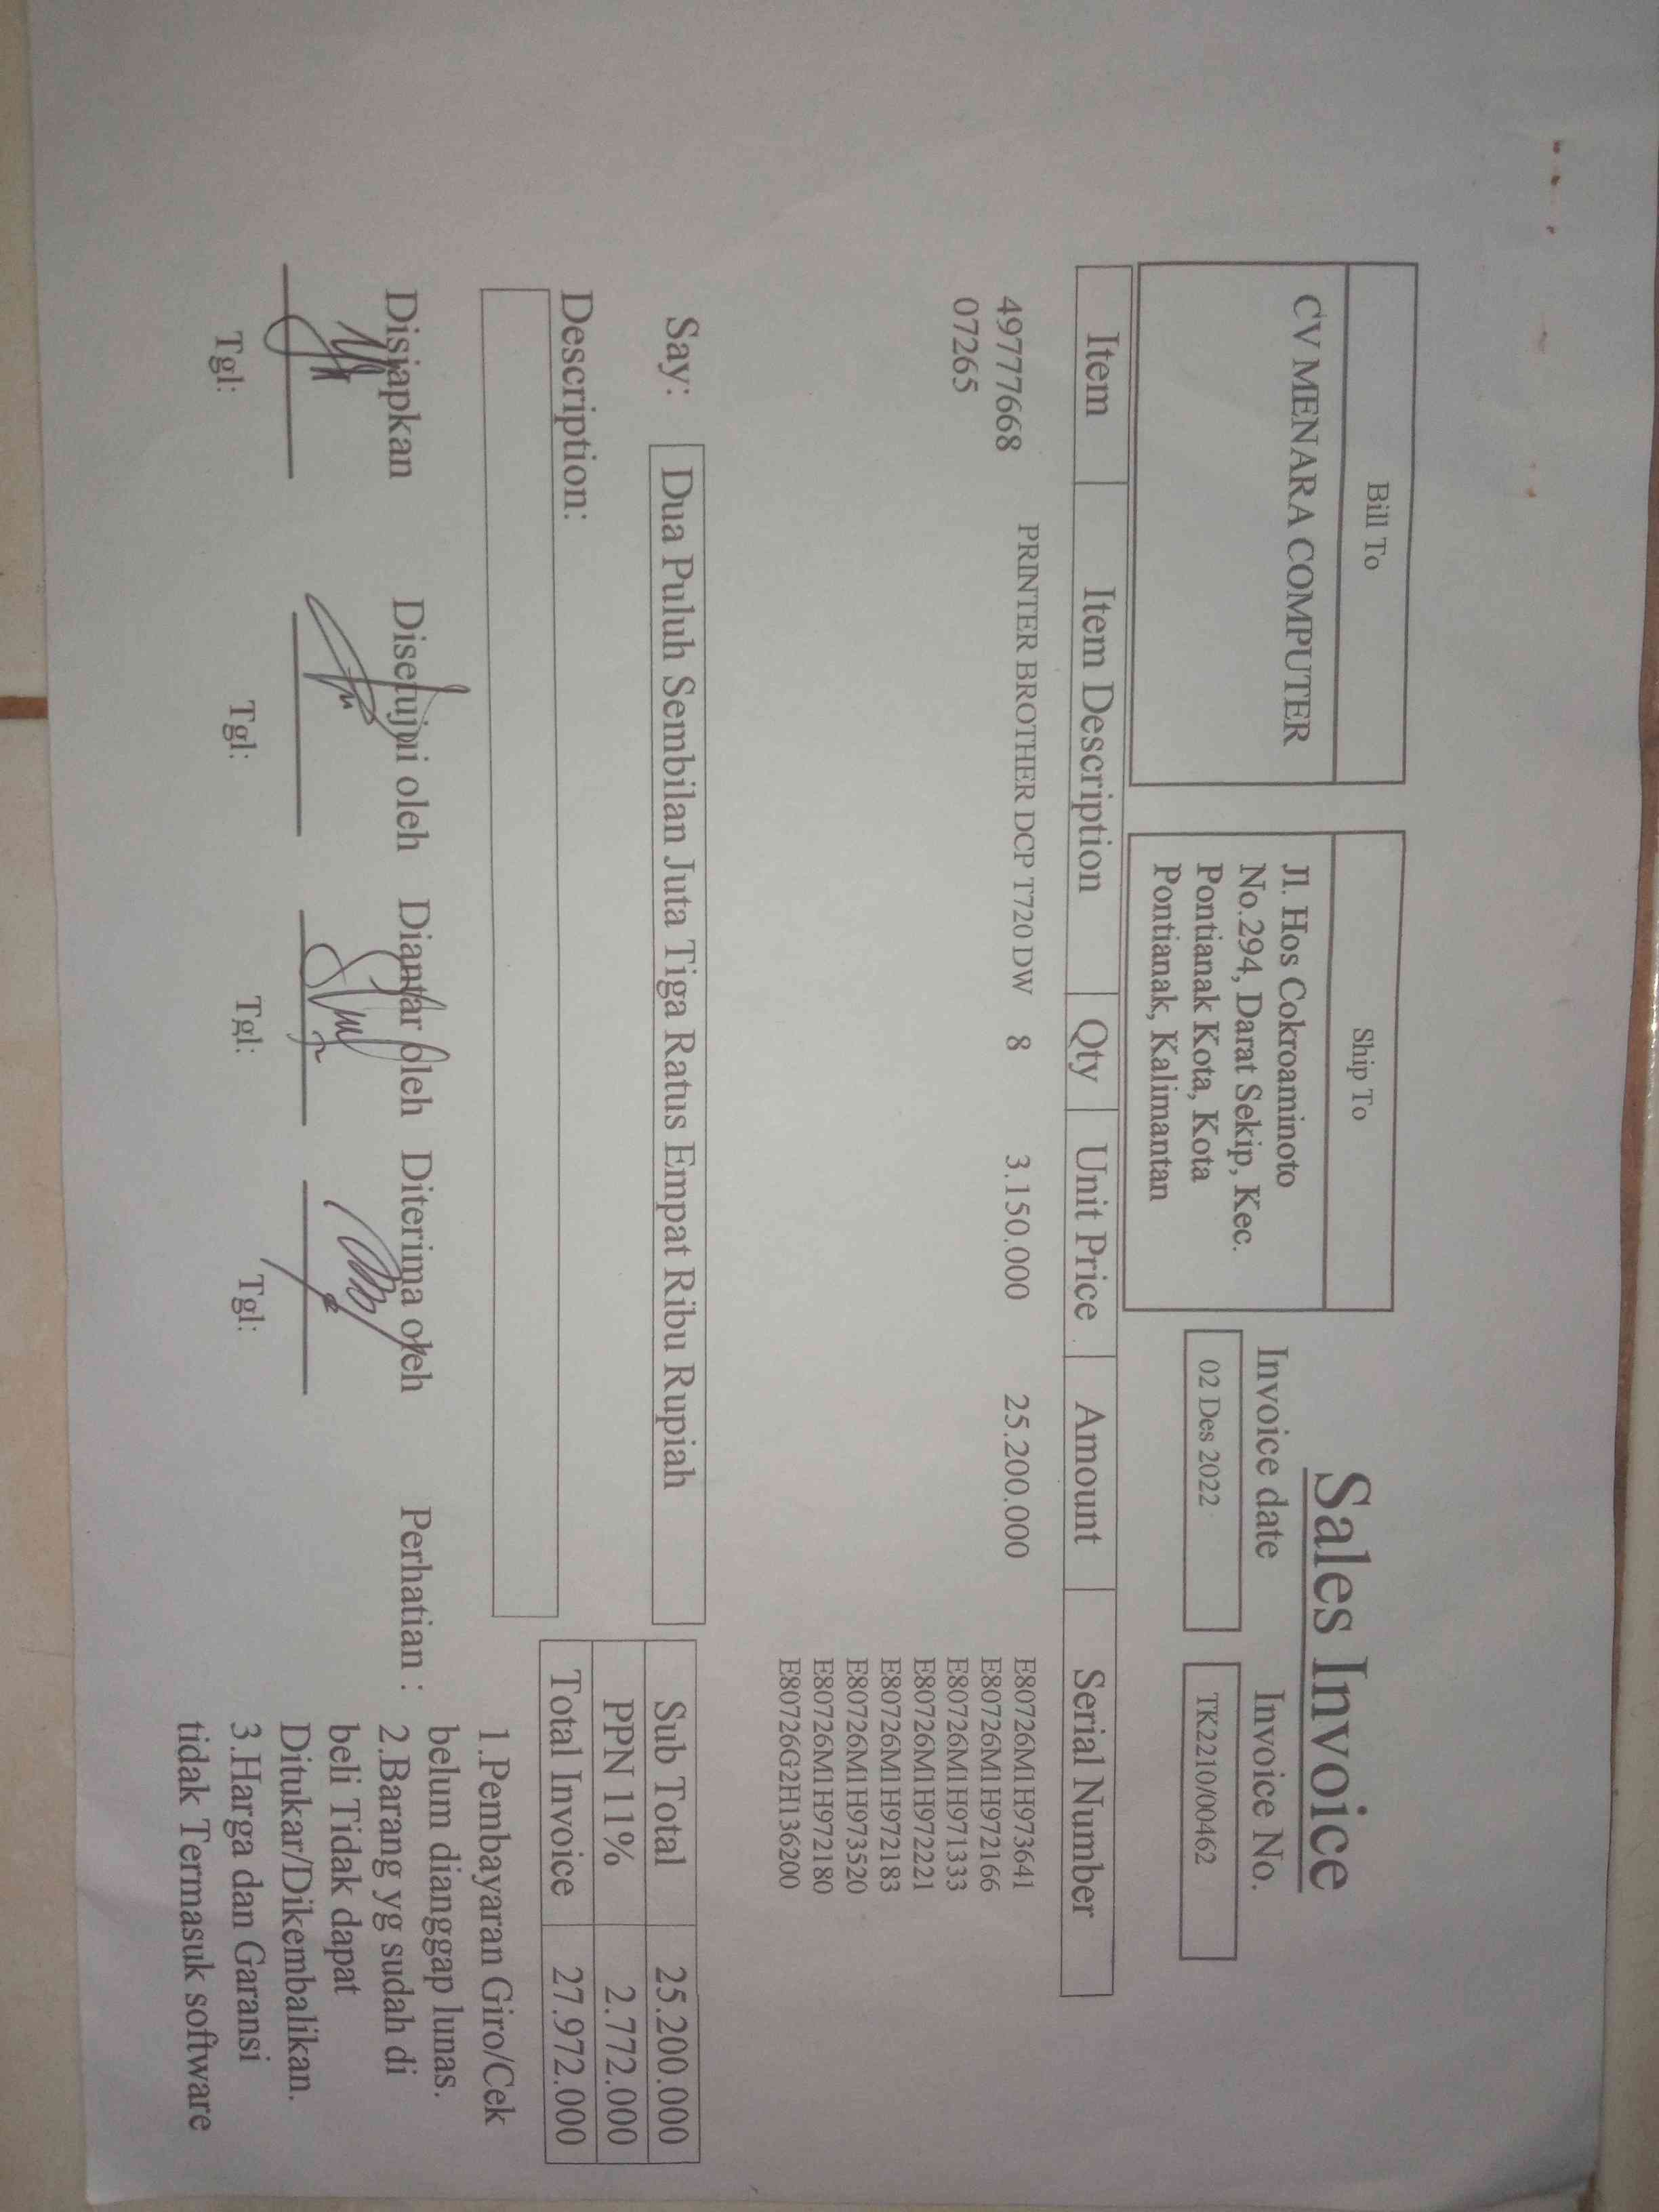 Sales Invoice
Bill To
CV MENARA COMPUTER
Ship To
Jl. Hos Cokroaminoto
No.294, Darat Sekip, Kec.
Pontianak Kota, Kota
Pontianak, Kalimantan
Invoice date
02 Des 2022
Invoice No.
TK2210/00462
Item Item Description Qty Unit Price Amount Serial Number
49777668 PRINTER BROTHER DCP T720 DW 8 3.150.000 25.200.000 E80726M1H973641
07265
E80726M1H972166
E80726M1H971333
E80726M1H972221
E80726M1H972183
E80726M1H973520
E80726M1H972180
E80726G2H136200
Say: Dua Puluh Sembilan Juta Tiga Ratus Empat Ribu Rupiah
Sub Total 25.200.000
PPN 11% 2.772.000
Total Invoice 27.972.000
Description:
Disiapkan Disetujui oleh Diantar oleh Diterima oleh
Tgl: Tgl: Tgl: Tgl:
Perhatian :
1.Pembayaran Giro/Cek
belum dianggap lunas.
2.Barang yg sudah di
beli Tidak dapat
Ditukar/Dikembalikan.
3.Harga dan Garansi
tidak Termasuk software